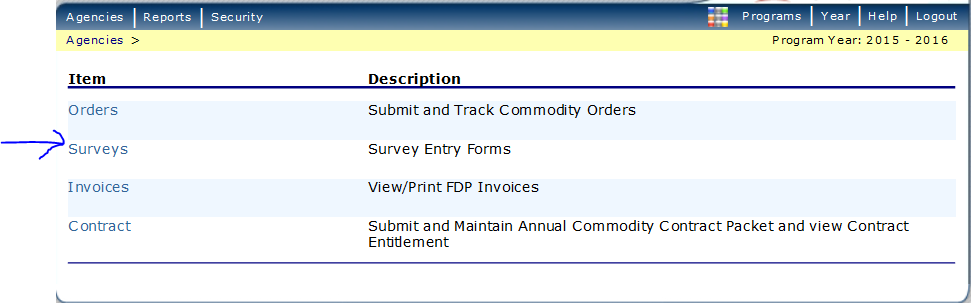 Agencies | Reports | Security Programs | Year | Help | Logout
Agencies > Program Year: 2015 - 2016
Item Description
Orders Submit and Track Commodity Orders
Surveys Survey Entry Forms
Invoices View/Print FDP Invoices
Contract Submit and Maintain Annual Commodity Contract Packet and view Contract
Entitlement